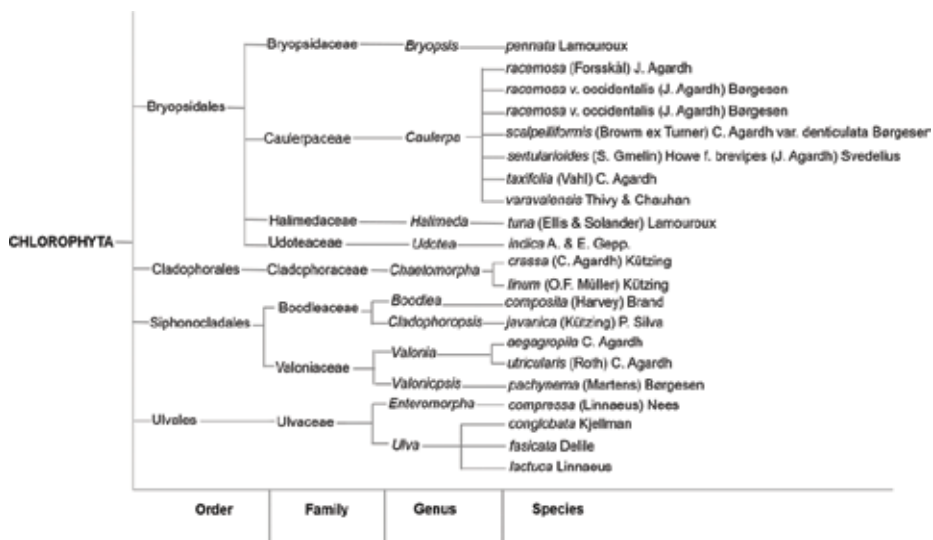 Bryopsidaceae Bryopsis pennata Lamouroux
racemosa (Forsskål) J. Agardh
racemosa v. occidentalis (J. Agardh) Børgesen
Bryopsidales
racemosa v. occidentalis (J. Agardh) Børgesen
Caulerpaceae Caulerpa scalpelliformis (Browm ex Turner) C. Agardh var. denticulata Børgesen
sertularioides (S. Gmelin) Howe f. brevipes (J. Agardh) Svedelius
taxifolia (Vahl) C. Agardh
varavalensis Thivy & Chauhan
Halimedaceae Halimeda tuna (Ellis & Solander) Lamouroux
CHLOROPHYTA Udoteaceae Udotea indica A. & E. Gepp.
crassa (C. Agardh) Kützing
Cladophorales Cladophoraceae Chaetomorpha
linum (O.F. Müller) Kützing
Boodlea composita (Harvey) Brand
Boodleaceae
Siphonocladales Cladophoropsis javanica (Kützing) P. Silva
aegagropila C. Agardh
Valonia
utricularis (Roth) C. Agardh
Valoniaceae
Valonicpsis pachynema (Martens) Børgesen
Enteromorpha compressa (Linnaeus) Nees
Ulvales Ulvaceae conglobata Kjellman
Ulva fasicata Delile
lactuca Linnaeus
Order Family Genus Species